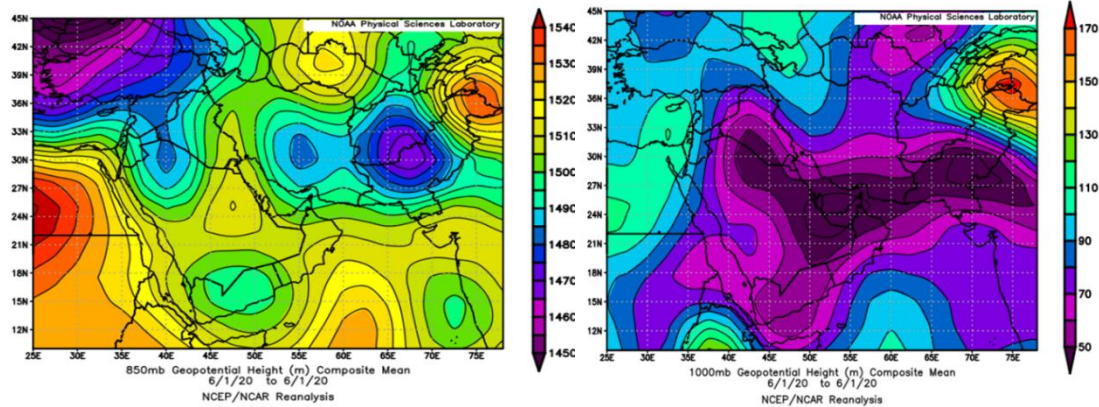 NOAA Physical Sciences Laboratory
45N
42N
39N
36N
33N
30N
27N
24N
21N
18N
15N
12N
25E
30E
35E
40E
45E
50E
55E
60E
65E
70E
75E
1540
1530
1520
1510
1500
1490
1480
1470
1460
1450
850mb Geopotential Height (m) Composite Mean
6/1/20 to 6/1/20
NCEP/NCAR Reanalysis
NOAA Physical Sciences Laboratory
45N
42N
39N
36N
33N
30N
27N
24N
21N
18N
15N
12N
25E
30E
35E
40E
45E
50E
55E
60E
65E
70E
75E
170
150
130
110
90
70
50
1000mb Geopotential Height (m) Composite Mean
6/1/20 to 6/1/20
NCEP/NCAR Reanalysis